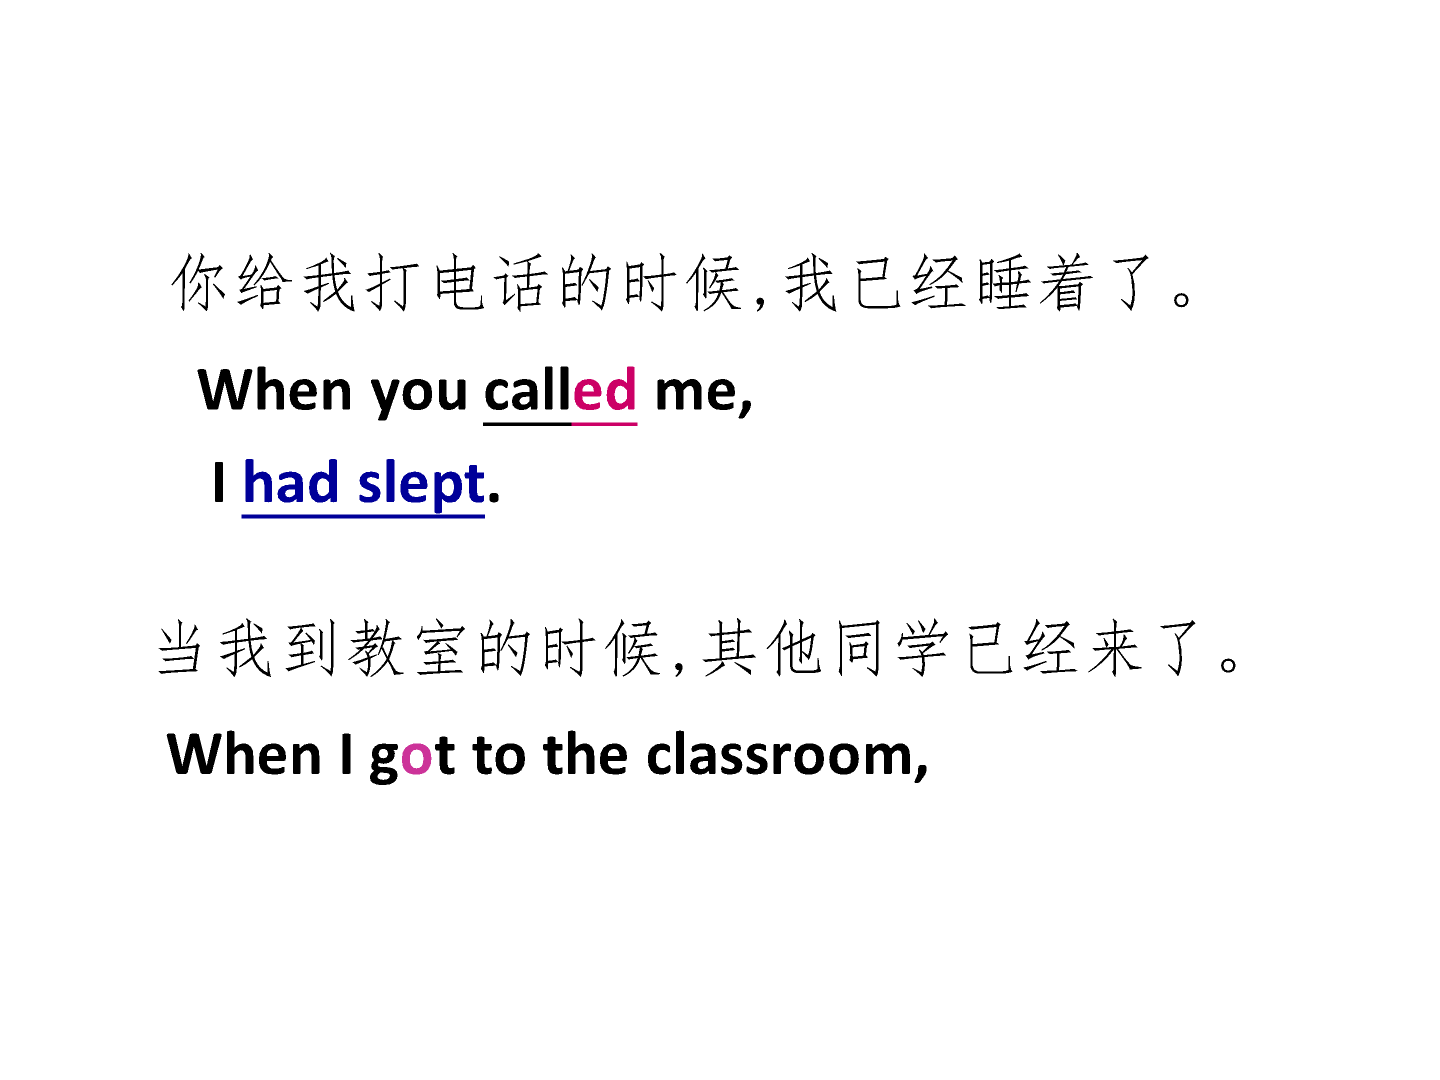 你给我打电话的时候,我已经睡着了。
When you called me,
I had slept.
当我到教室的时候,其他同学已经来了。
When I got to the classroom,